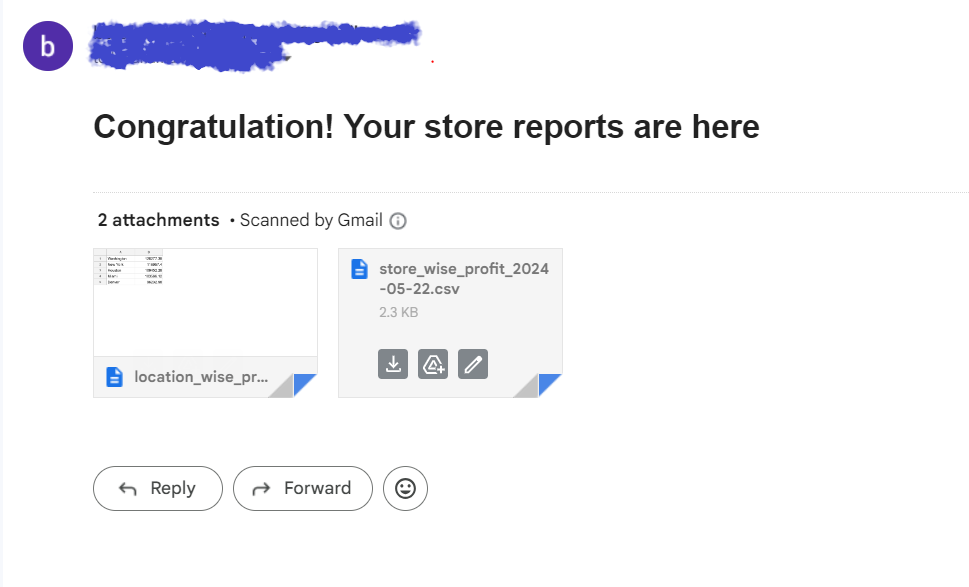 b
Congratulation! Your store reports are here
2 attachments • Scanned by Gmail
store_wise_profit_2024
-05-22.csv
2.3 KB
location_wise_pr...
Reply
Forward